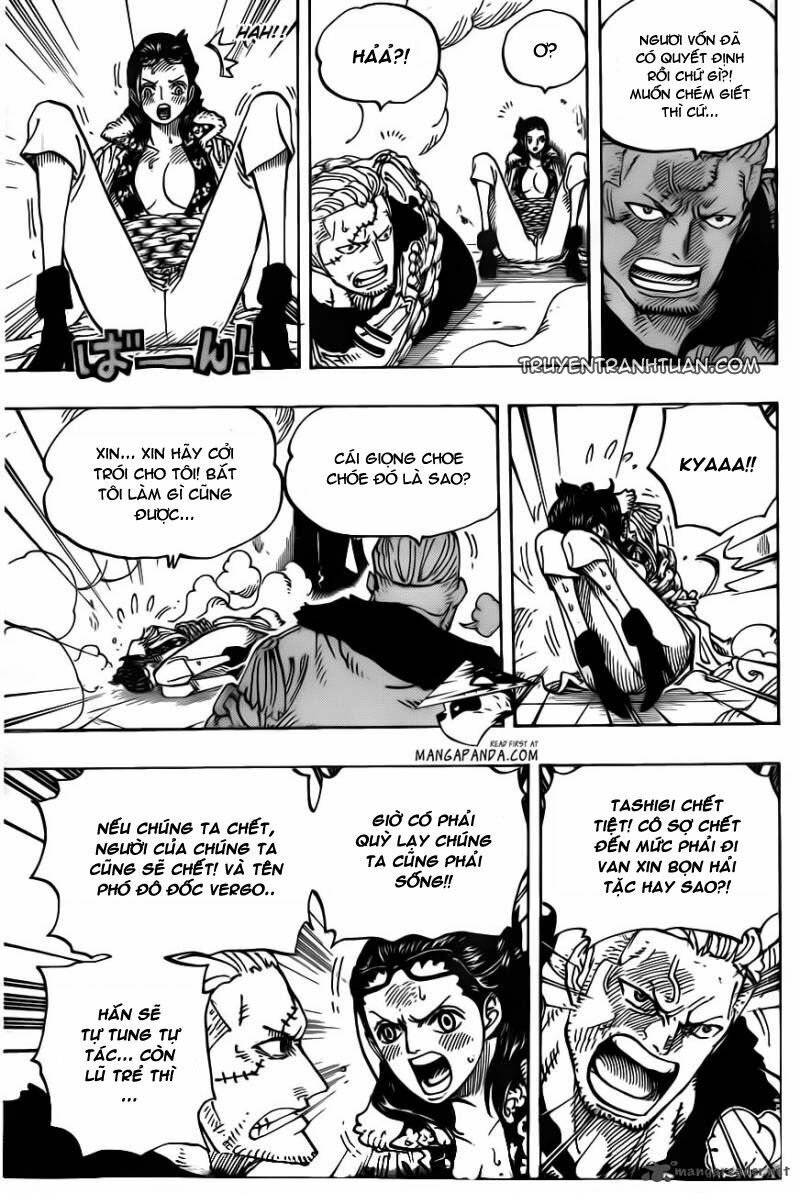 NGƯƠI VỐN ĐÃ
CÓ QUYẾT ĐỊNH
RỒI CHỨ GÌ?!
MUỐN CHÉM GIẾT
THÌ CỨ...
Ơ?
HẢẢ?!
HAH!!
ばーん!
TRUYENTRANHTUAN.COM
KYAAA!!
CÁI GIỌNG CHOE
CHÓE ĐÓ LÀ SAO?
XIN... XIN HÃY CỞI
TRÓI CHO TÔI! BẮT
TÔI LÀM GÌ CŨNG
ĐƯỢC...
READ FIRST AT
MANGAPANDA.COM
TASHIGI CHẾT
TIỆT! CÔ SỢ CHẾT
ĐẾN MỨC PHẢI ĐI
VAN XIN BỌN HẢI
TẶC HAY SAO?!
GIỜ CÓ PHẢI
QUỲ LẠY CHÚNG
TA CŨNG PHẢI
SỐNG!!
NẾU CHÚNG TA CHẾT,
NGƯỜI CỦA CHÚNG TA
CŨNG SẼ CHẾT! VÀ TÊN
PHÓ ĐÔ ĐỐC VERGO..
HẮN SẼ
TỰ TUNG TỰ
TÁC... CÒN
LŨ TRẺ THÌ
...
mangareader.net